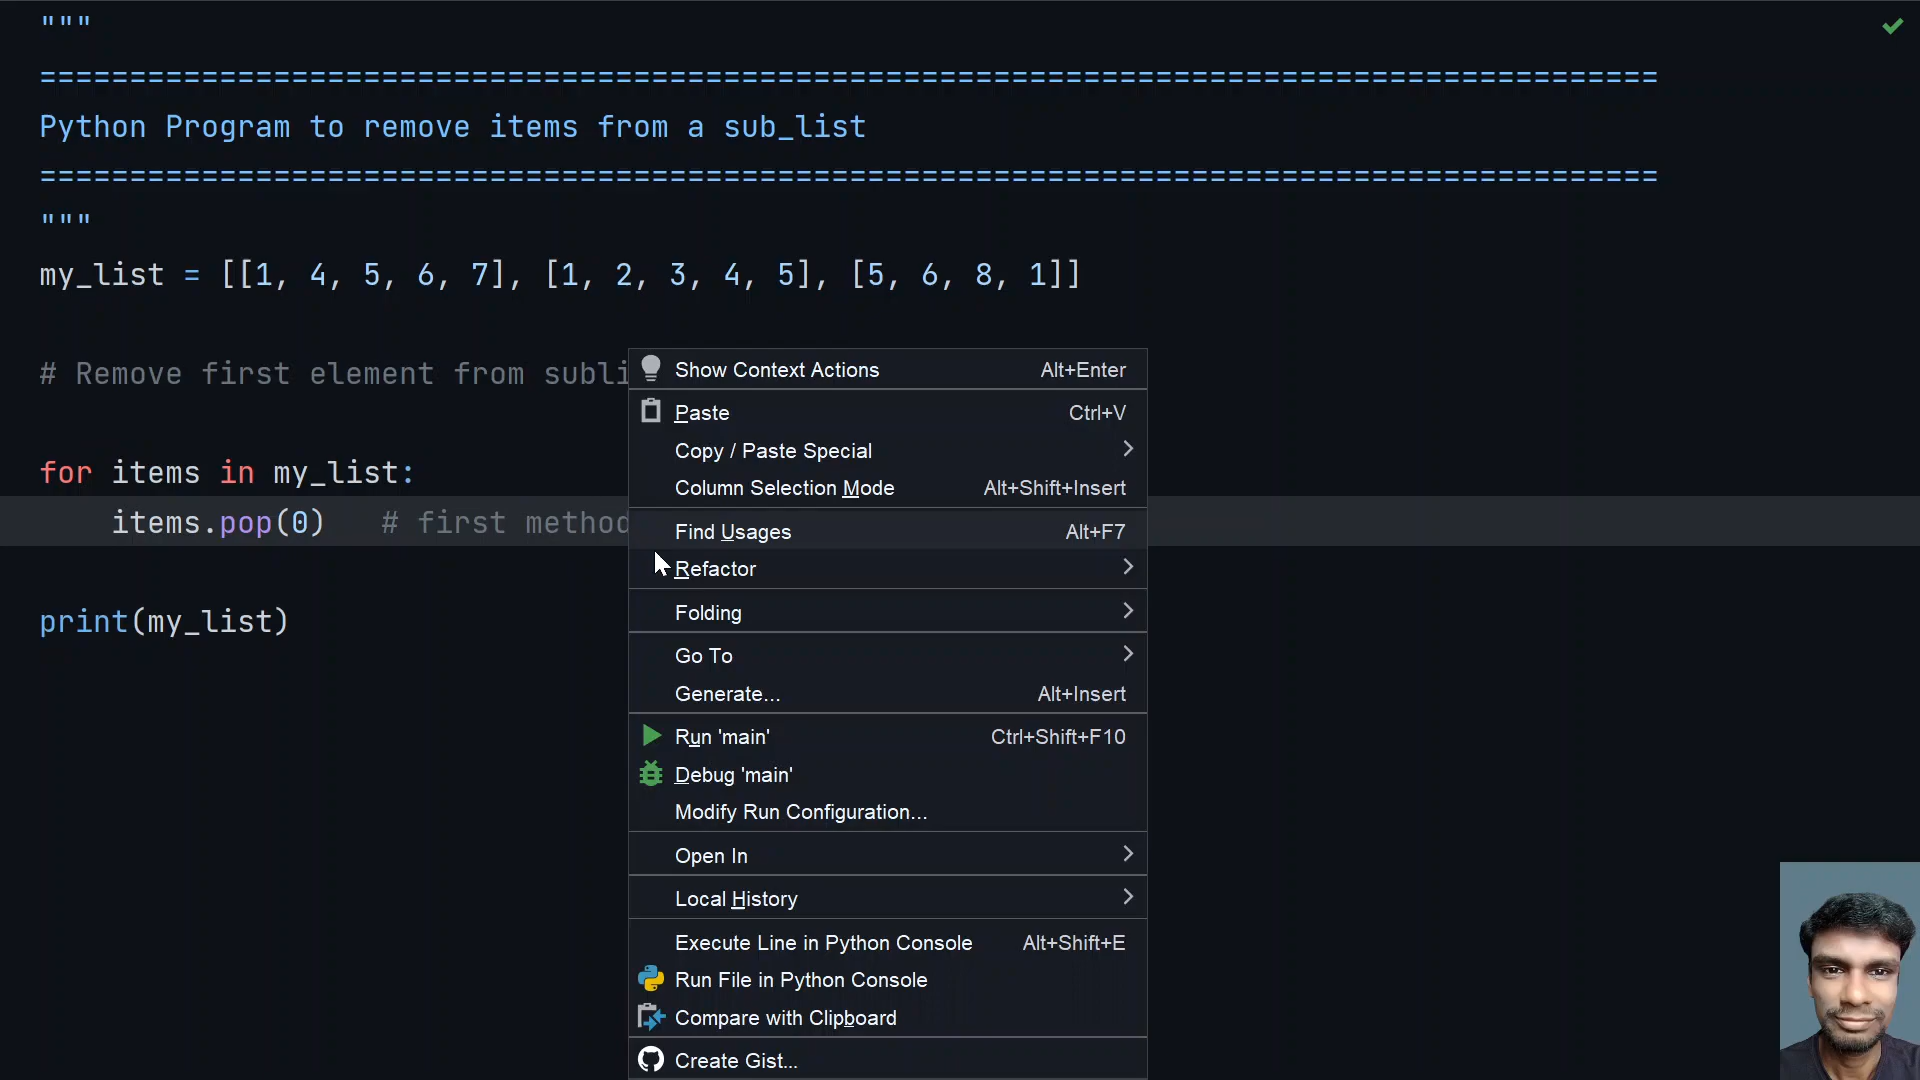 """
==========================================================================================
Python Program to remove items from a sub_list
==========================================================================================
"""
my_list = [[1, 4, 5, 6, 7], [1, 2, 3, 4, 5], [5, 6, 8, 1]]
# Remove first element from subli
for items in my_list:
    items.pop(0)   # first method
print(my_list)
Show Context Actions Alt+Enter
Paste Ctrl+V
Copy / Paste Special
Column Selection Mode Alt+Shift+Insert
Find Usages Alt+F7
Refactor
Folding
Go To
Generate... Alt+Insert
Run 'main' Ctrl+Shift+F10
Debug 'main'
Modify Run Configuration...
Open In
Local History
Execute Line in Python Console Alt+Shift+E
Run File in Python Console
Compare with Clipboard
Create Gist...